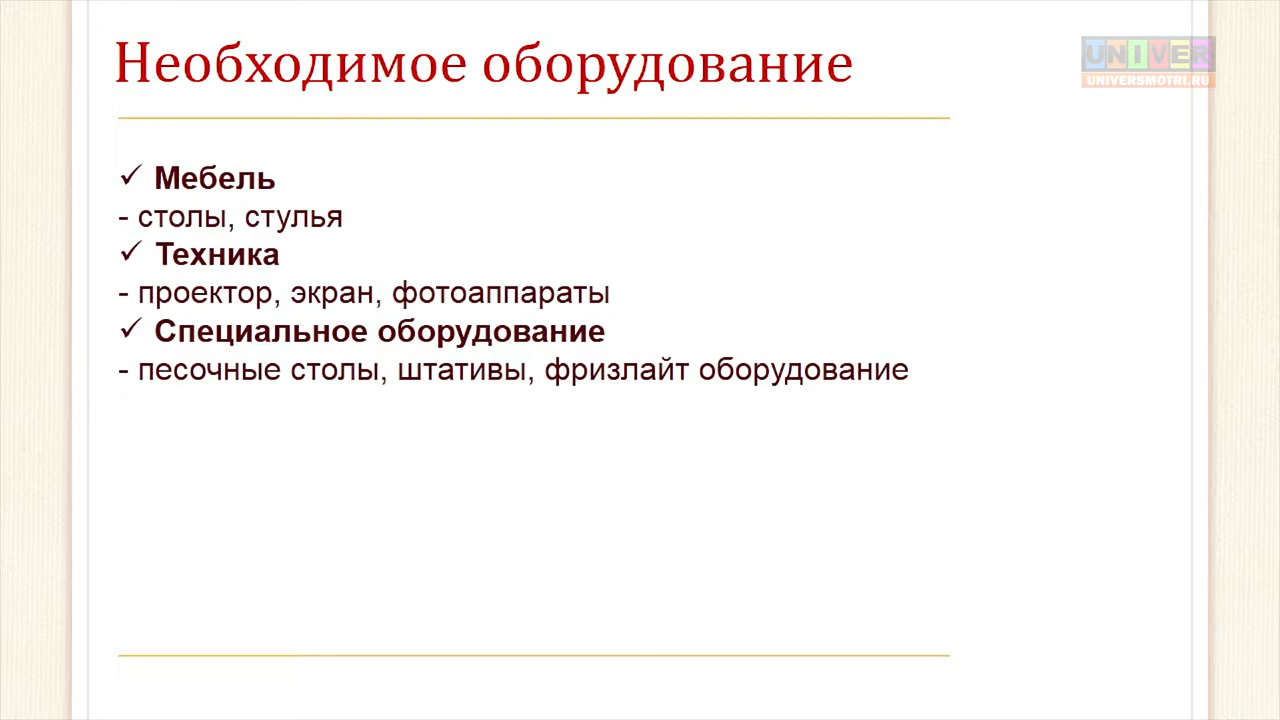 Необходимое оборудование
UNIVER
UNIVERSMOTRI.RU
✓ Мебель
- столы, стулья
✓ Техника
- проектор, экран, фотоаппараты
✓ Специальное оборудование
- песочные столы, штативы, фризлайт оборудование